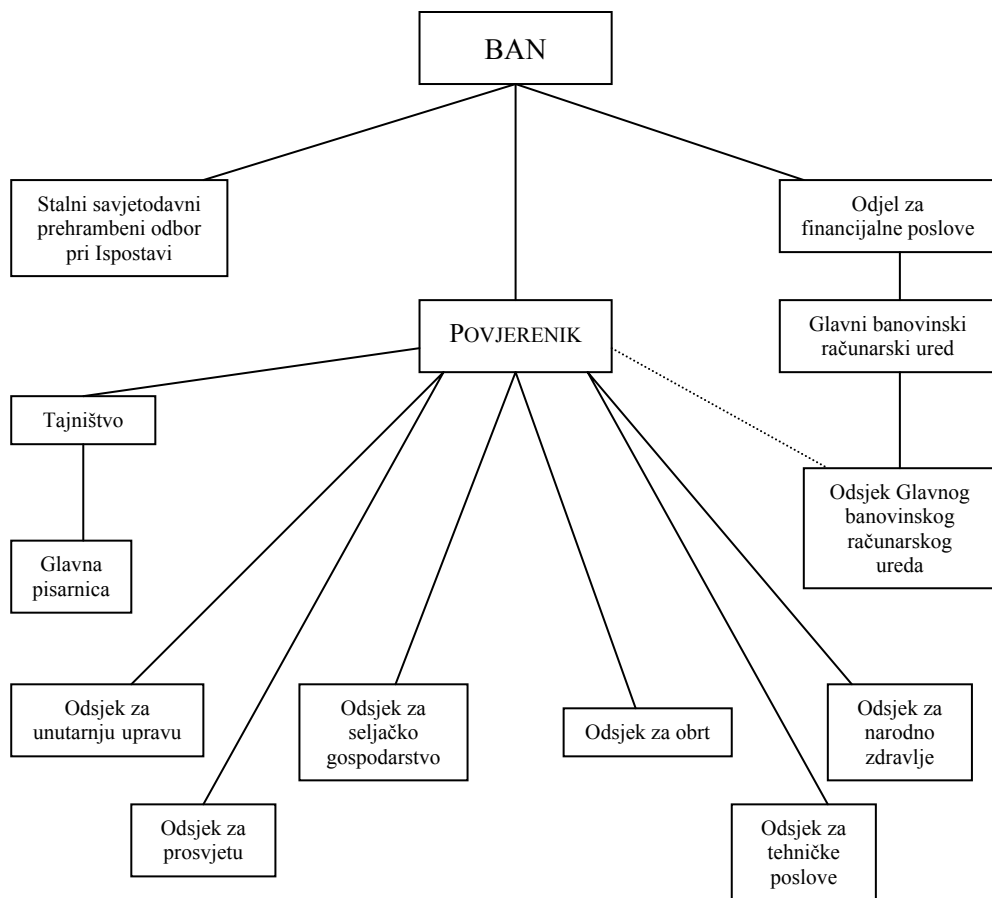 BAN
Stalni savjetodavni
prehrambeni odbor
pri Ispostavi
Odjel za
financijalne poslove
POVJERENIK
Glavni banovinski
računarski ured
Tajništvo
Odsjek Glavnog
banovinskog
računarskog
ureda
Glavna
pisarnica
Odsjek za
unutarnju upravu
Odsjek za
seljačko
gospodarstvo
Odsjek za obrt
Odsjek za
narodno
zdravlje
Odsjek za
prosvjetu
Odsjek za
tehničke
poslove